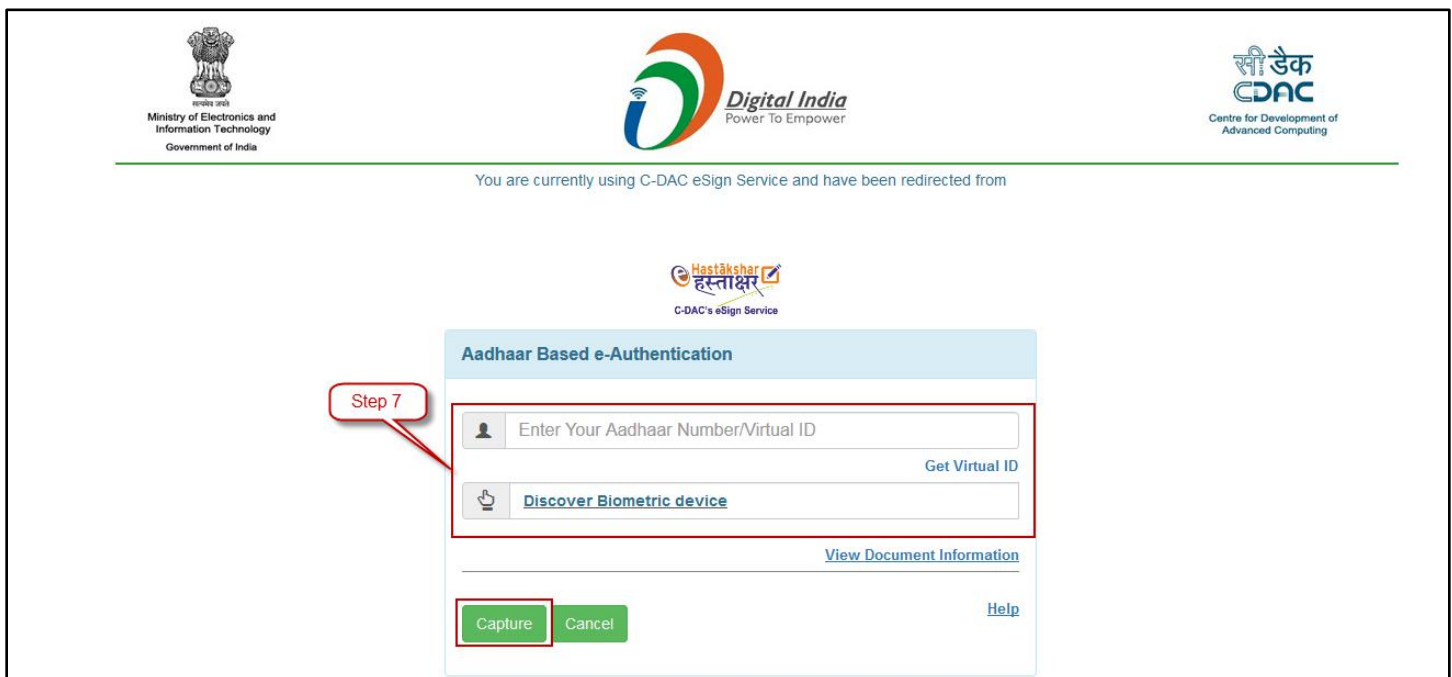 सत्यमेव जयते
Ministry of Electronics and
Information Technology
Government of India
Digital India
Power To Empower
सी डैक
CDAC
Centre for Development of
Advanced Computing
You are currently using C-DAC eSign Service and have been redirected from
e Hastākshar
हस्ताक्षर
C-DAC's eSign Service
Aadhaar Based e-Authentication
Step 7
Enter Your Aadhaar Number/Virtual ID
Get Virtual ID
Discover Biometric device
View Document Information
Help
Capture Cancel